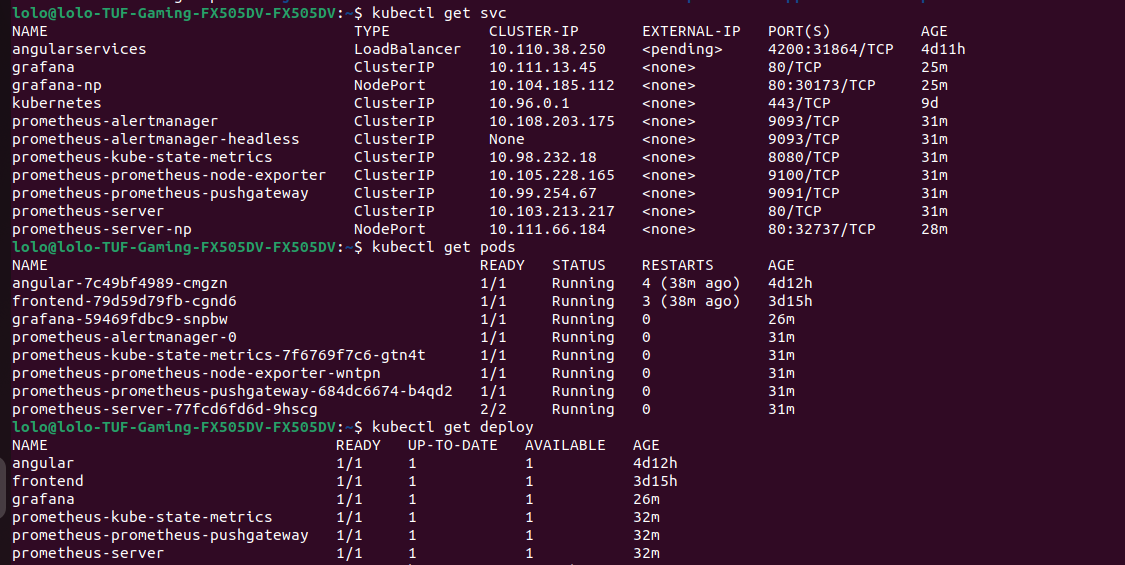 lolo@lolo-TUF-Gaming-FX505DV-FX505DV:~$ kubectl get svc
NAME TYPE CLUSTER-IP EXTERNAL-IP PORT(S) AGE
angularservices LoadBalancer 10.110.38.250 <pending> 4200:31864/TCP 4d11h
grafana ClusterIP 10.111.13.45 <none> 80/TCP 25m
grafana-np NodePort 10.104.185.112 <none> 80:30173/TCP 25m
kubernetes ClusterIP 10.96.0.1 <none> 443/TCP 9d
prometheus-alertmanager ClusterIP 10.108.203.175 <none> 9093/TCP 31m
prometheus-alertmanager-headless ClusterIP None <none> 9093/TCP 31m
prometheus-kube-state-metrics ClusterIP 10.98.232.18 <none> 8080/TCP 31m
prometheus-prometheus-node-exporter ClusterIP 10.105.228.165 <none> 9100/TCP 31m
prometheus-prometheus-pushgateway ClusterIP 10.99.254.67 <none> 9091/TCP 31m
prometheus-server ClusterIP 10.103.213.217 <none> 80/TCP 31m
prometheus-server-np NodePort 10.111.66.184 <none> 80:32737/TCP 28m
lolo@lolo-TUF-Gaming-FX505DV-FX505DV:~$ kubectl get pods
NAME READY STATUS RESTARTS AGE
angular-7c49bf4989-cmgzn 1/1 Running 4 (38m ago) 4d12h
frontend-79d59d79fb-cgnd6 1/1 Running 3 (38m ago) 3d15h
grafana-59469fdbc9-snpbw 1/1 Running 0 26m
prometheus-alertmanager-0 1/1 Running 0 31m
prometheus-kube-state-metrics-7f6769f7c6-gtn4t 1/1 Running 0 31m
prometheus-prometheus-node-exporter-wntpn 1/1 Running 0 31m
prometheus-prometheus-pushgateway-684dc6674-b4qd2 1/1 Running 0 31m
prometheus-server-77fcd6fd6d-9hscg 2/2 Running 0 31m
lolo@lolo-TUF-Gaming-FX505DV-FX505DV:~$ kubectl get deploy
NAME READY UP-TO-DATE AVAILABLE AGE
angular 1/1 1 1 4d12h
frontend 1/1 1 1 3d15h
grafana 1/1 1 1 26m
prometheus-kube-state-metrics 1/1 1 1 32m
prometheus-prometheus-pushgateway 1/1 1 1 32m
prometheus-server 1/1 1 1 32m